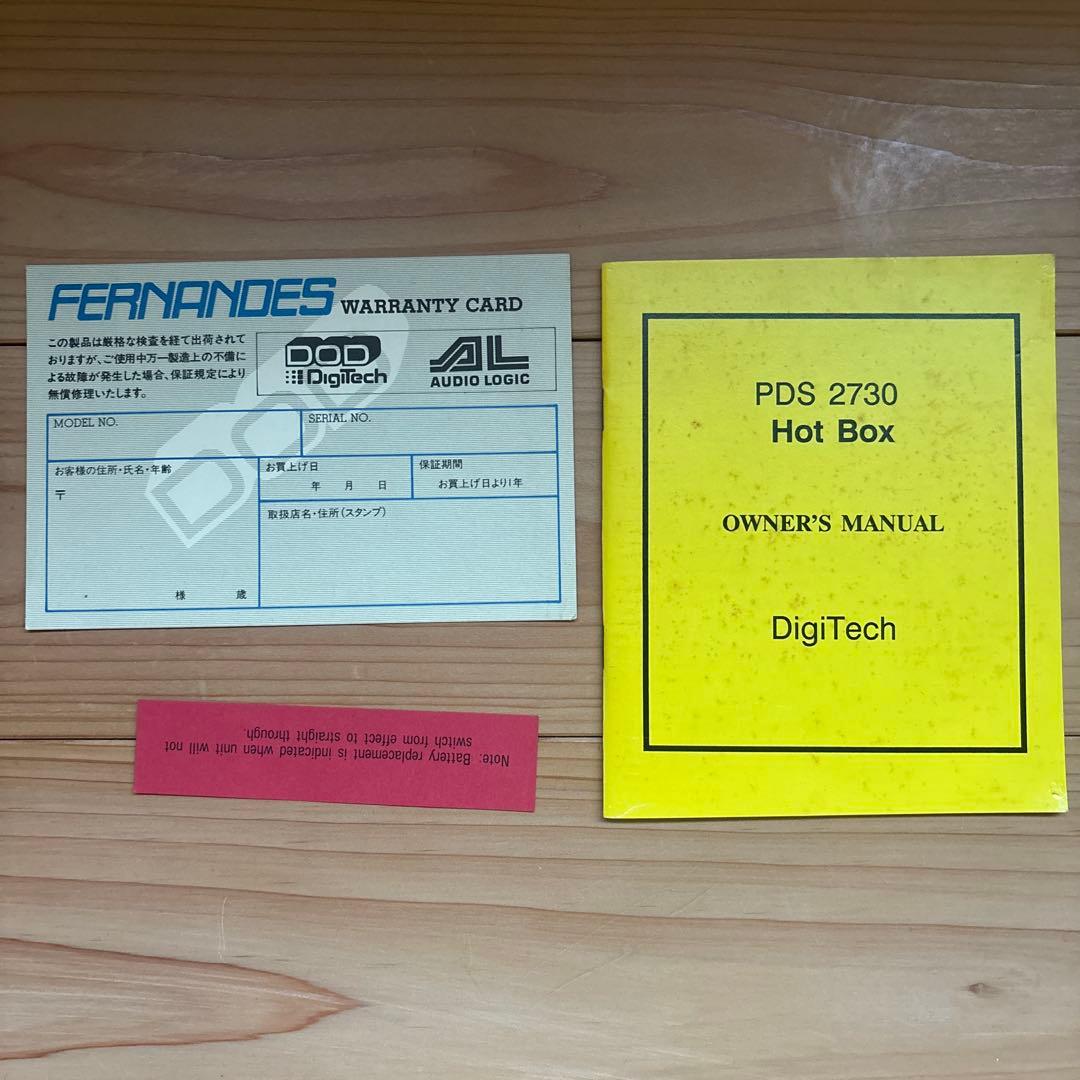 FERNANDES WARRANTY CARD
この製品は厳格な検査を経て出荷されて
おりますが、ご使用中万一製造上の不備に
よる故障が発生した場合、保証規定により
無償修理いたします。
DOD
DigiTech
AL
AUDIO LOGIC
DOD
MODEL NO.
SERIAL NO.
お客様の住所・氏名・年齢
〒
様 歳
お買上げ日
年 月 日
保証期間
お買上げ日より1年
取扱店名・住所(スタンプ)
Note: Battery replacement is indicated when unit will not
switch from effect to straight through.
PDS 2730
Hot Box
OWNER'S MANUAL
DigiTech